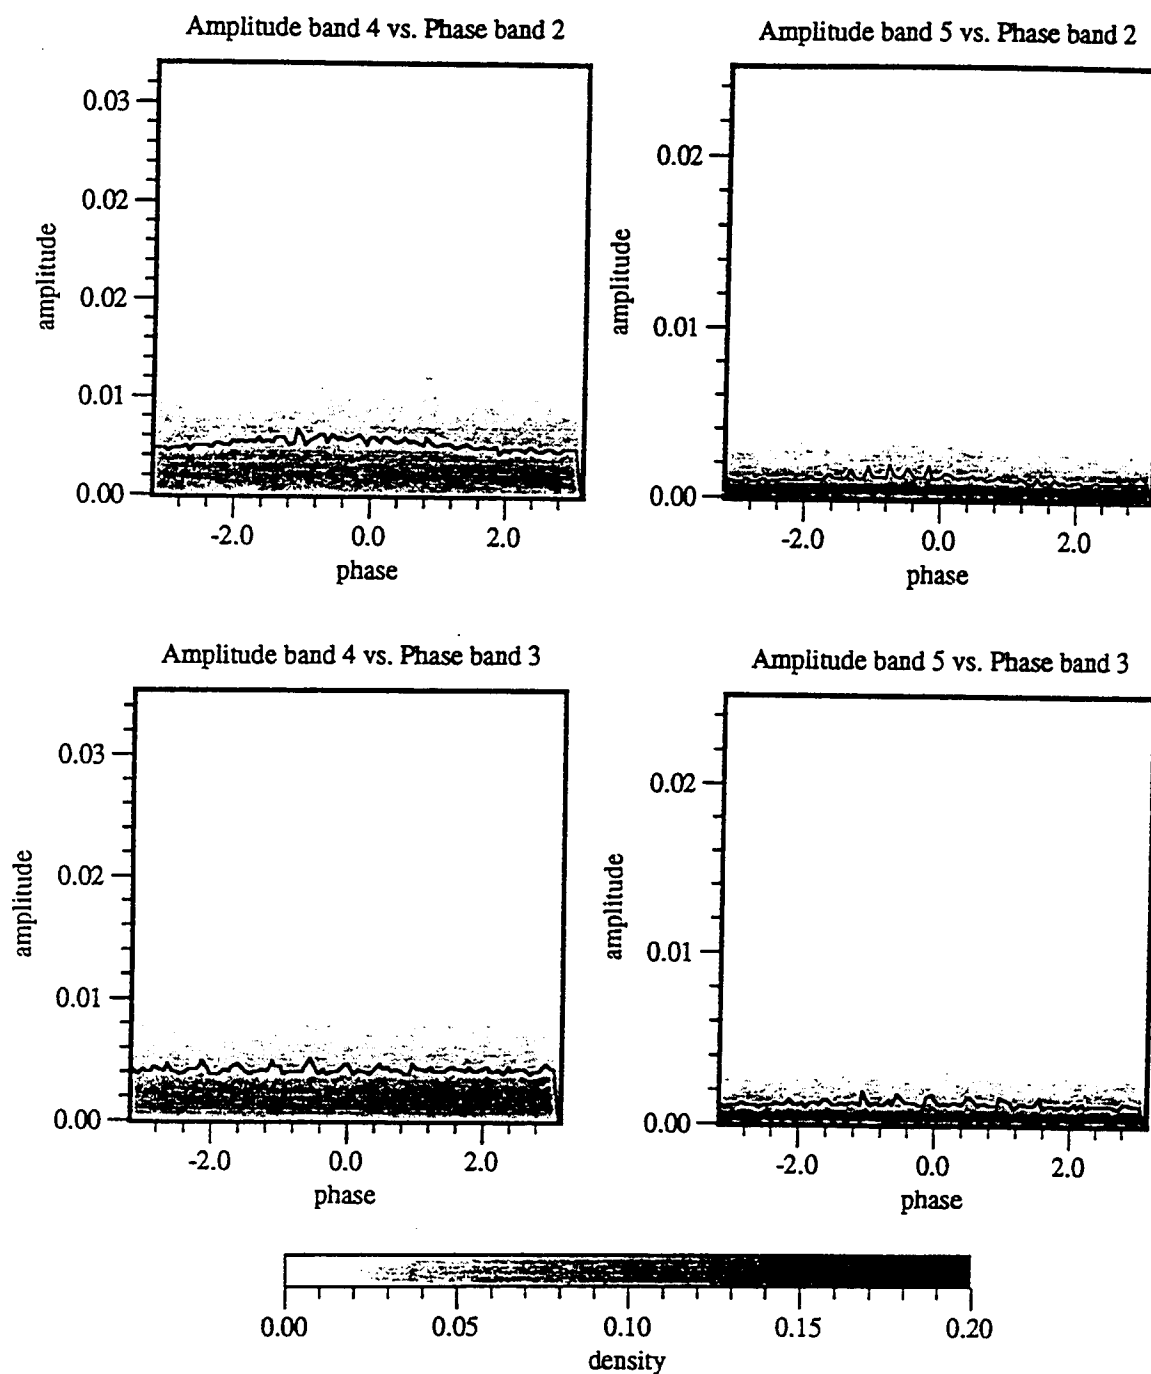 Amplitude band 4 vs. Phase band 2
0.03
0.02
0.02
0.01
0.00
amplitude
-2.0 0.0 2.0
phase
Amplitude band 5 vs. Phase band 2
0.02
0.01
0.00
amplitude
-2.0 0.0 2.0
phase
Amplitude band 4 vs. Phase band 3
0.03
0.02
0.01
0.00
amplitude
-2.0 0.0 2.0
phase
Amplitude band 5 vs. Phase band 3
0.02
0.01
0.00
amplitude
-2.0 0.0 2.0
phase
0.00 0.05 0.10 0.15 0.20
density